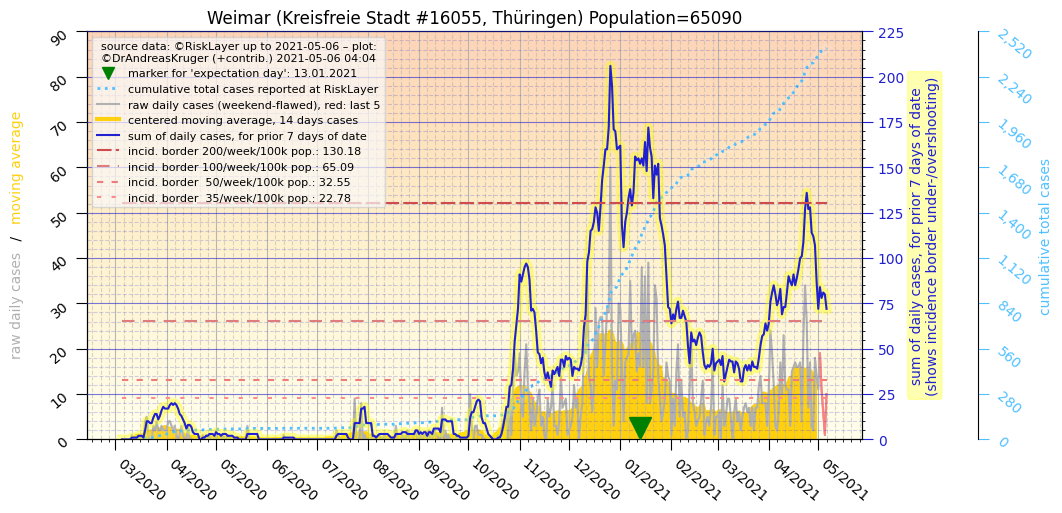 Weimar (Kreisfreie Stadt #16055, Thüringen) Population=65090
source data: ©RiskLayer up to 2021-05-06 – plot:
©DrAndreasKruger (+contrib.) 2021-05-06 04:04
marker for 'expectation day': 13.01.2021
cumulative total cases reported at RiskLayer
raw daily cases (weekend-flawed), red: last 5
centered moving average, 14 days cases
sum of daily cases, for prior 7 days of date
incid. border 200/week/100k pop.: 130.18
incid. border 100/week/100k pop.: 65.09
incid. border  50/week/100k pop.: 32.55
incid. border  35/week/100k pop.: 22.78
raw daily cases  /  moving average
90
80
70
60
50
40
30
20
10
0
03/2020
04/2020
05/2020
06/2020
07/2020
08/2020
09/2020
10/2020
11/2020
12/2020
01/2021
02/2021
03/2021
04/2021
05/2021
225
200
175
150
125
100
75
50
25
0
sum of daily cases, for prior 7 days of date
(shows incidence border under-/overshooting)
2,520
2,240
1,960
1,680
1,400
1,120
840
560
280
0
cumulative total cases